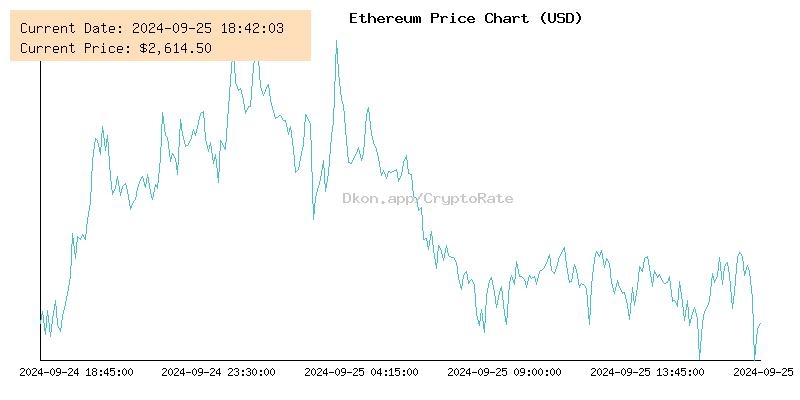 Ethereum Price Chart (USD)
Current Date: 2024-09-25 18:42:03
Current Price: $2,614.50
Dkon.app/CryptoRate
2024-09-24 18:45:00 2024-09-24 23:30:00 2024-09-25 04:15:00 2024-09-25 09:00:00 2024-09-25 13:45:00 2024-09-25